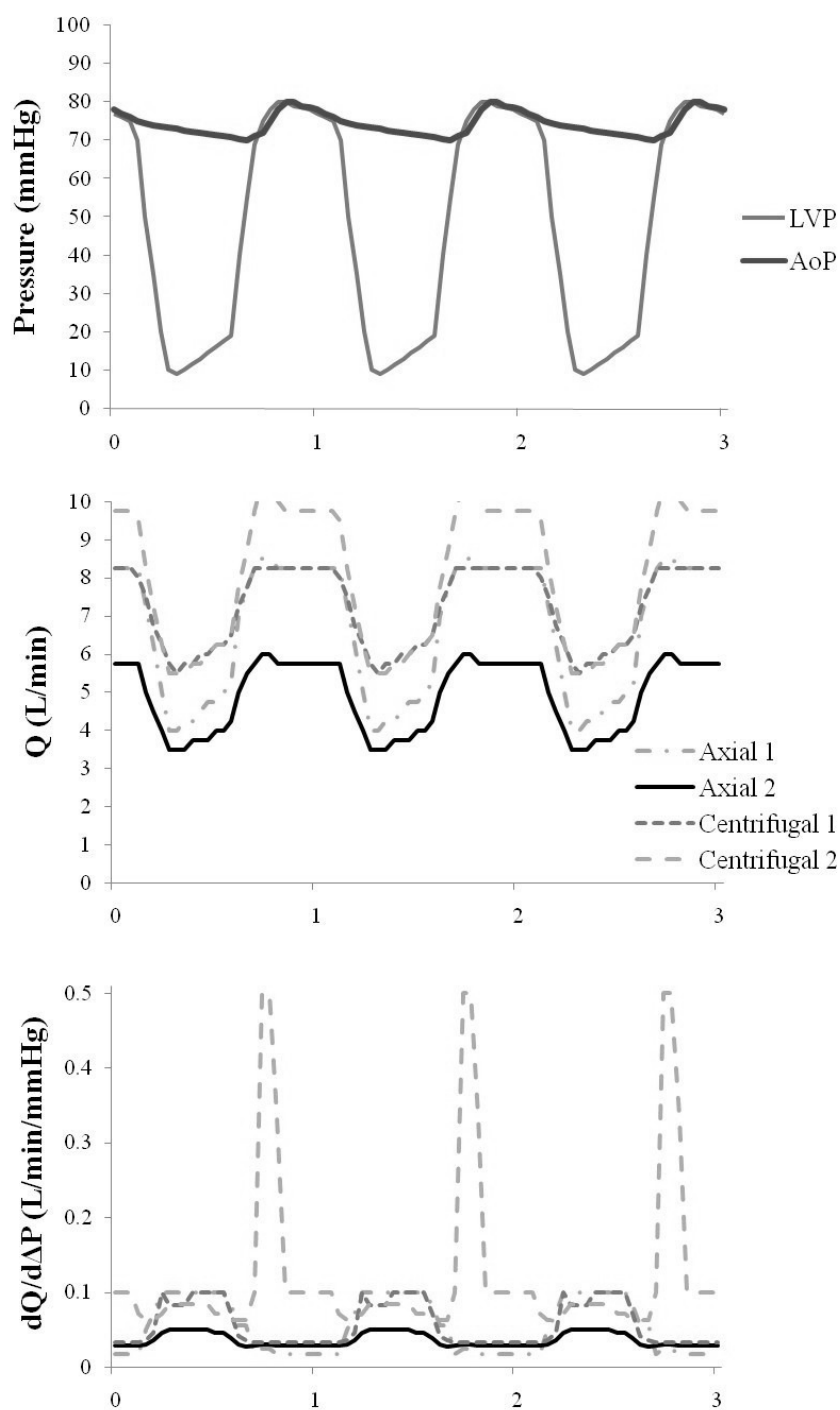 Pressure (mmHg)
100
90
80
70
60
50
40
30
20
10
0
0 1 2 3
LVP
AoP
Q (L/min)
10
9
8
7
6
5
4
3
2
1
0
0 1 2 3
Axial 1
Axial 2
Centrifugal 1
Centrifugal 2
dQ/dΔP (L/min/mmHg)
0.5
0.4
0.3
0.2
0.1
0
0 1 2 3